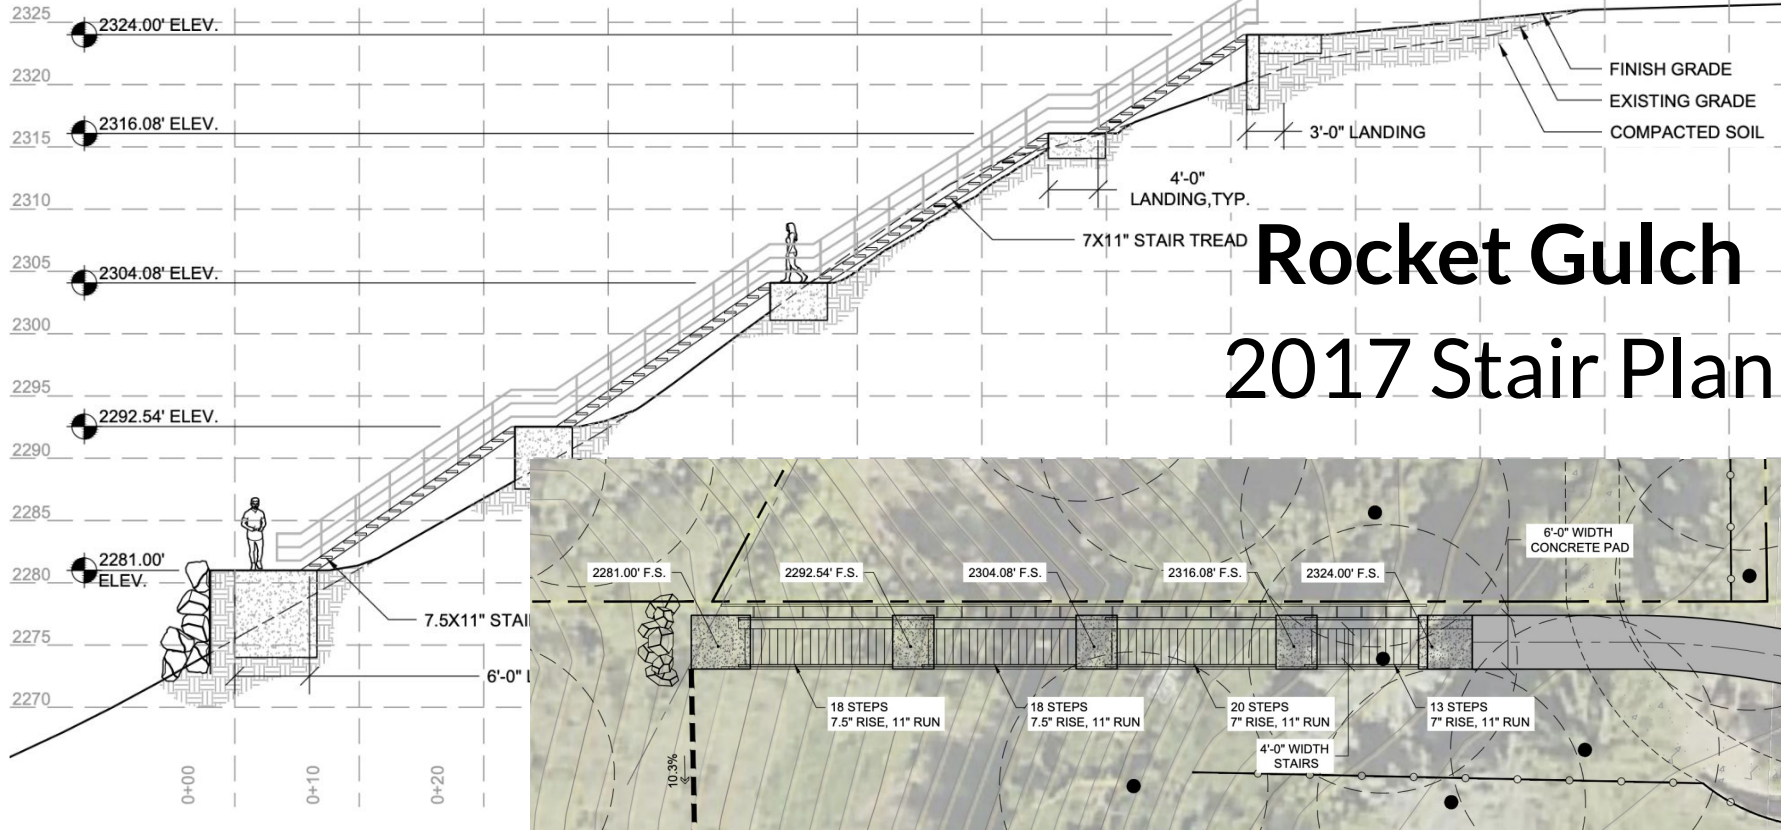 2325
2324.00' ELEV.
2320
2316.08' ELEV.
2315
2310
2305
2304.08' ELEV.
2300
2295
2292.54' ELEV.
2290
2285
2281.00'
ELEV.
2280
2275
2270
0+00
0+10
0+20
FINISH GRADE
EXISTING GRADE
COMPACTED SOIL
3'-0" LANDING
4'-0"
LANDING,TYP.
7X11" STAIR TREAD
7.5X11" STAI
6'-0" L
Rocket Gulch
2017 Stair Plan
6'-0" WIDTH
CONCRETE PAD
2281.00' F.S.
2292.54' F.S.
2304.08' F.S.
2316.08' F.S.
2324.00' F.S.
18 STEPS
7.5" RISE, 11" RUN
18 STEPS
7.5" RISE, 11" RUN
20 STEPS
7" RISE, 11" RUN
13 STEPS
7" RISE, 11" RUN
4'-0" WIDTH
STAIRS
10.3%